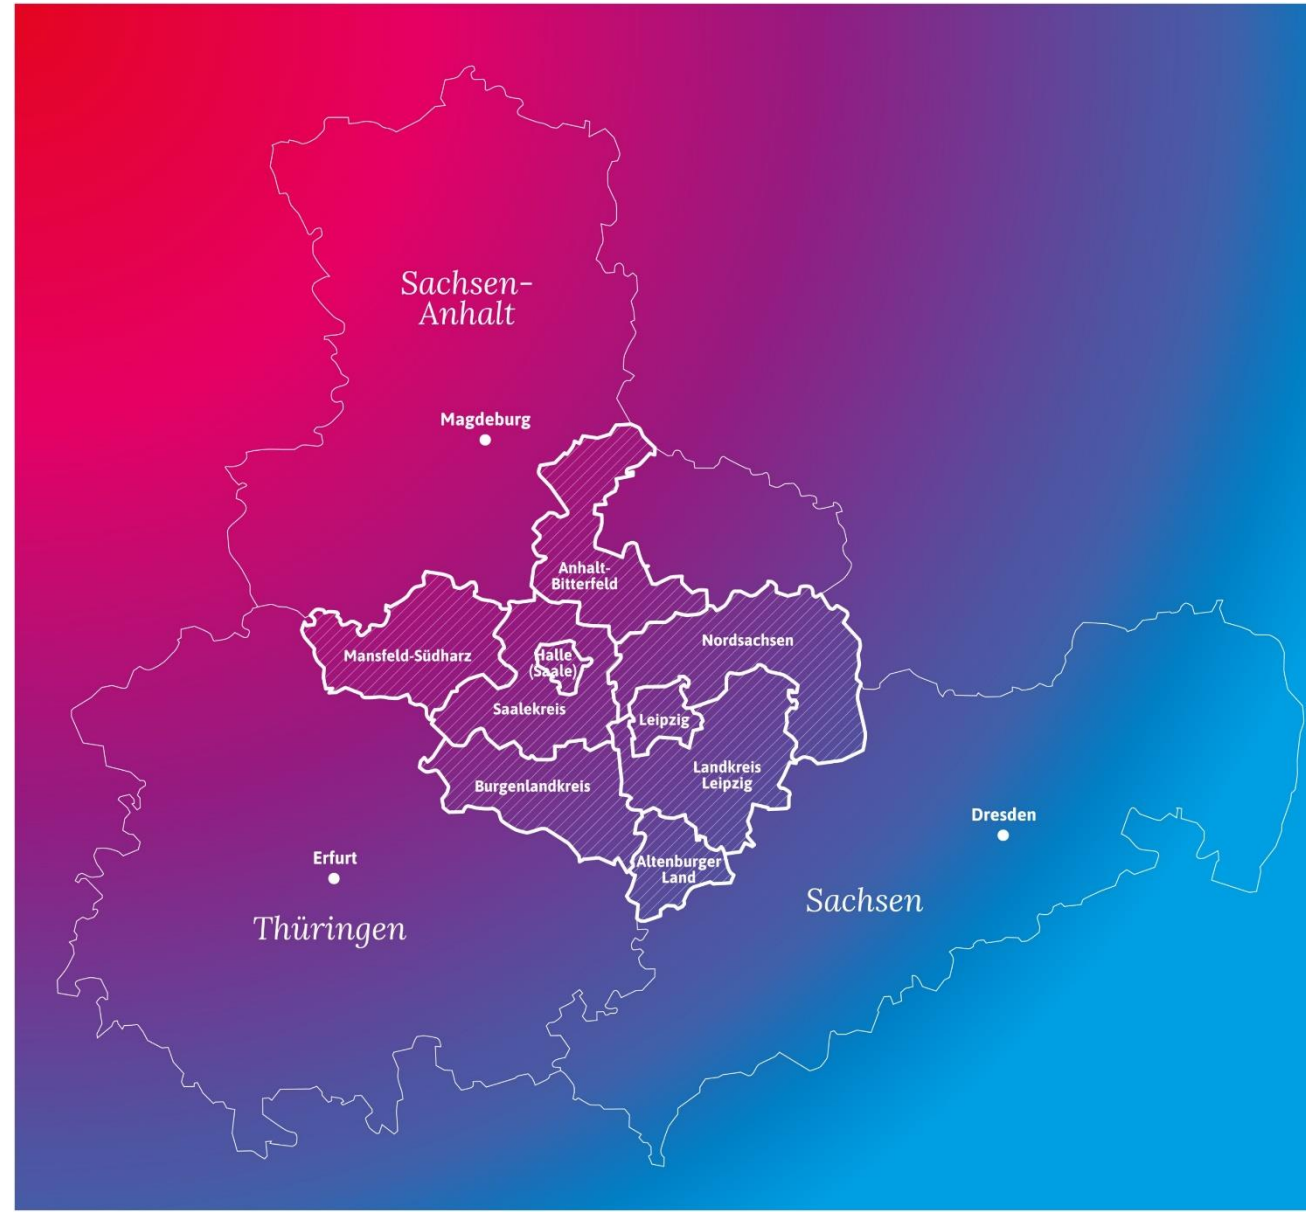 Sachsen-
Anhalt
Magdeburg
Anhalt-
Bitterfeld
Nordsachsen
Mansfeld-Südharz
Halle
(Saale)
Saalekreis
Leipzig
Landkreis
Leipzig
Burgenlandkreis
Dresden
Erfurt
Altenburger
Land
Sachsen
Thüringen